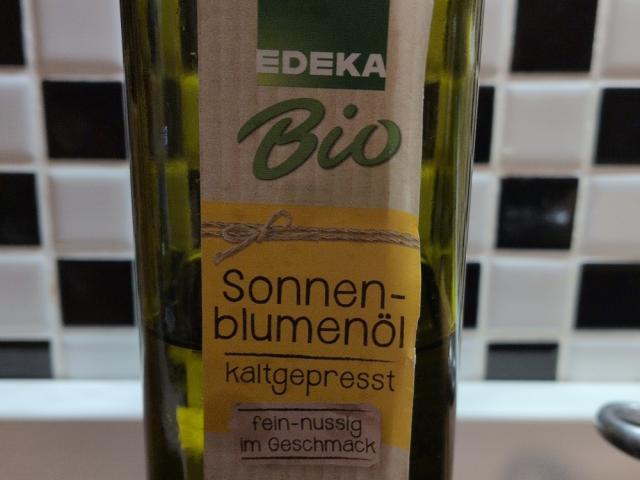 EDEKA
Bio
Sonnen-
blumenöl
kaltgepresst
fein-nussig
im Geschmack